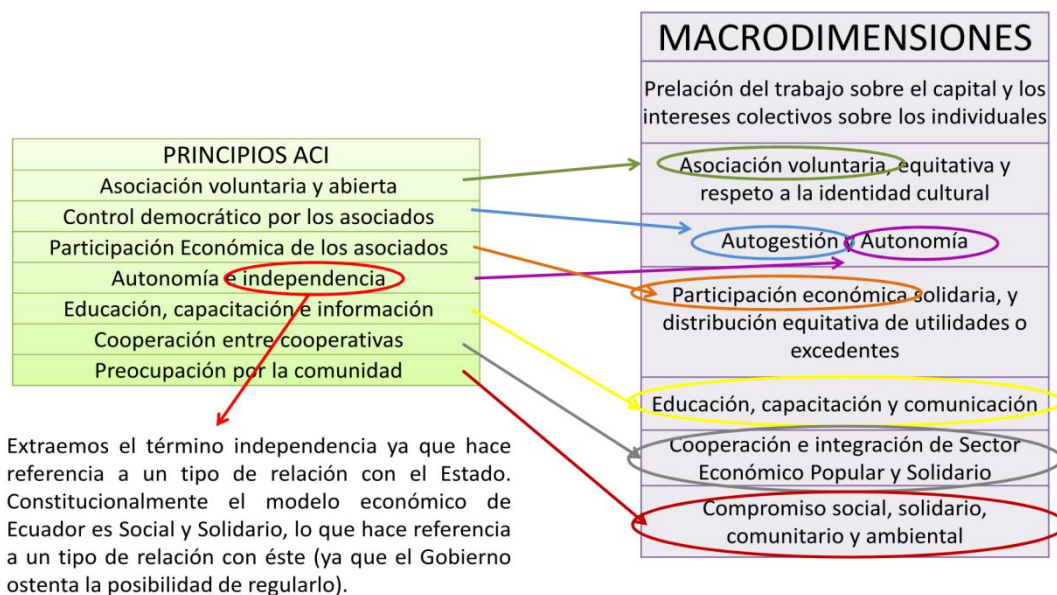 PRINCIPIOS ACI
Asociación voluntaria y abierta
Control democrático por los asociados
Participación Económica de los asociados
Autonomía e independencia
Educación, capacitación e información
Cooperación entre cooperativas
Preocupación por la comunidad
Extraemos el término independencia ya que hace
referencia a un tipo de relación con el Estado.
Constitucionalmente el modelo económico de
Ecuador es Social y Solidario, lo que hace referencia
a un tipo de relación con éste (ya que el Gobierno
ostenta la posibilidad de regularlo).
MACRODIMENSIONES
Prelación del trabajo sobre el capital y los
intereses colectivos sobre los individuales
Asociación voluntaria, equitativa y
respeto a la identidad cultural
Autogestión y Autonomía
Participación económica solidaria, y
distribución equitativa de utilidades o
excedentes
Educación, capacitación y comunicación
Cooperación e integración de Sector
Económico Popular y Solidario
Compromiso social, solidario,
comunitario y ambiental